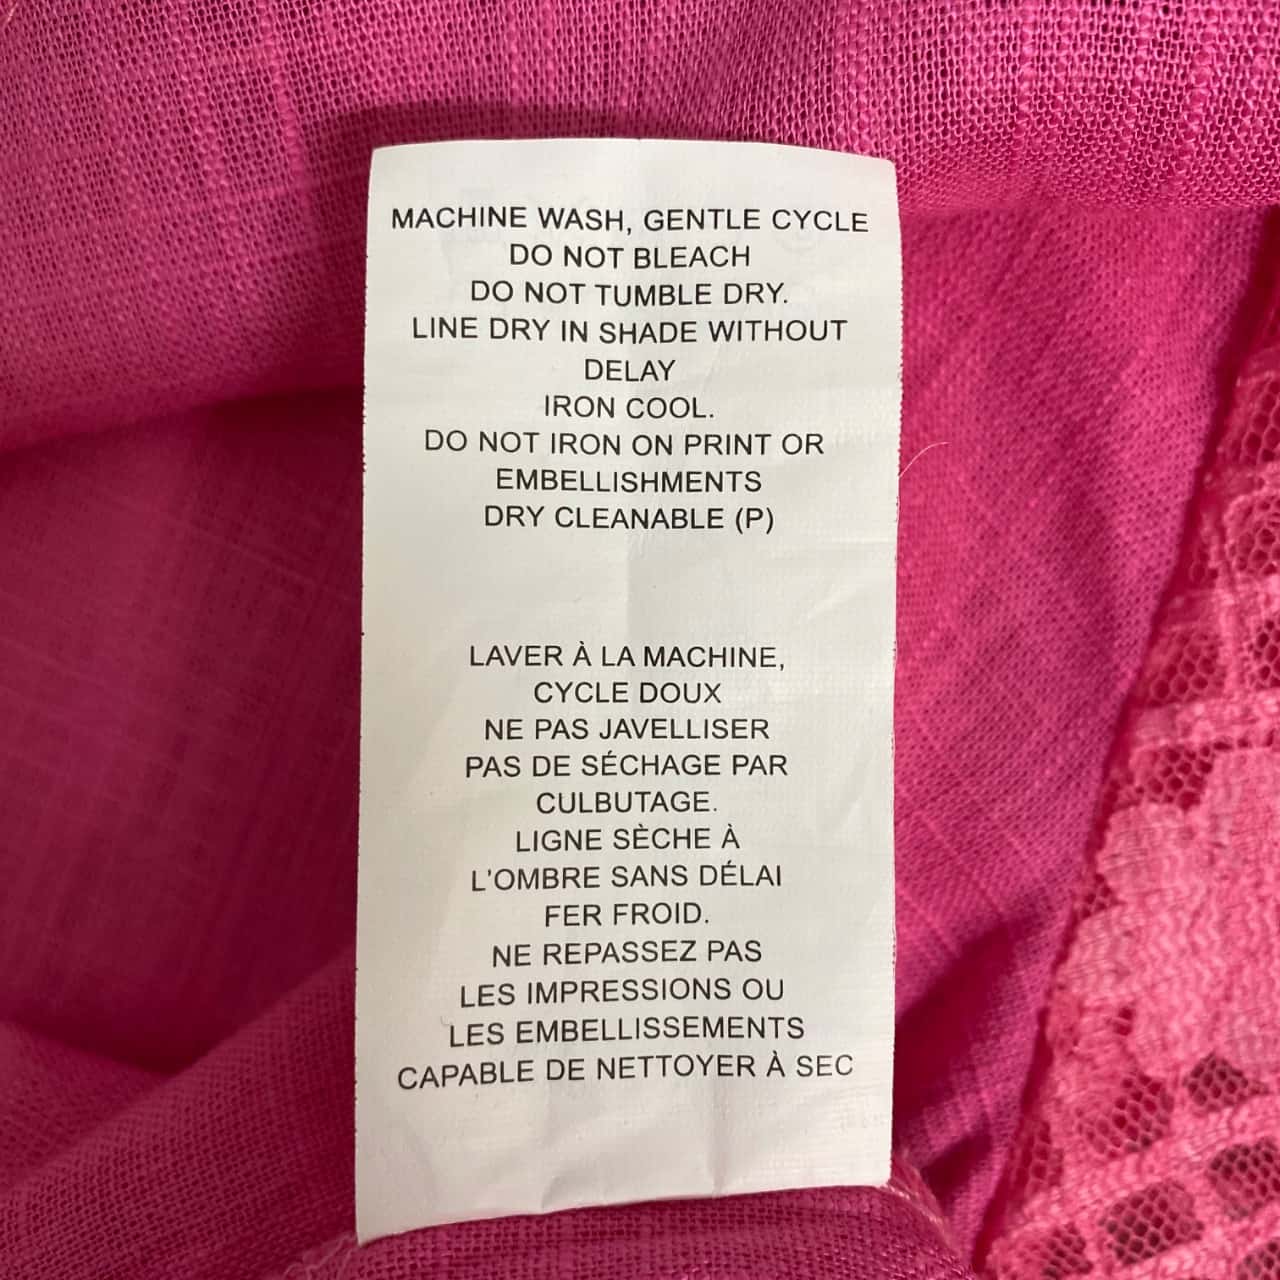 MACHINE WASH, GENTLE CYCLE
DO NOT BLEACH
DO NOT TUMBLE DRY.
LINE DRY IN SHADE WITHOUT
DELAY
IRON COOL.
DO NOT IRON ON PRINT OR
EMBELLISHMENTS
DRY CLEANABLE (P)
LAVER À LA MACHINE,
CYCLE DOUX
NE PAS JAVELLISER
PAS DE SÉCHAGE PAR
CULBUTAGE.
LIGNE SÈCHE À
L'OMBRE SANS DÉLAI
FER FROID.
NE REPASSEZ PAS
LES IMPRESSIONS OU
LES EMBELLISSEMENTS
CAPABLE DE NETTOYER À SEC